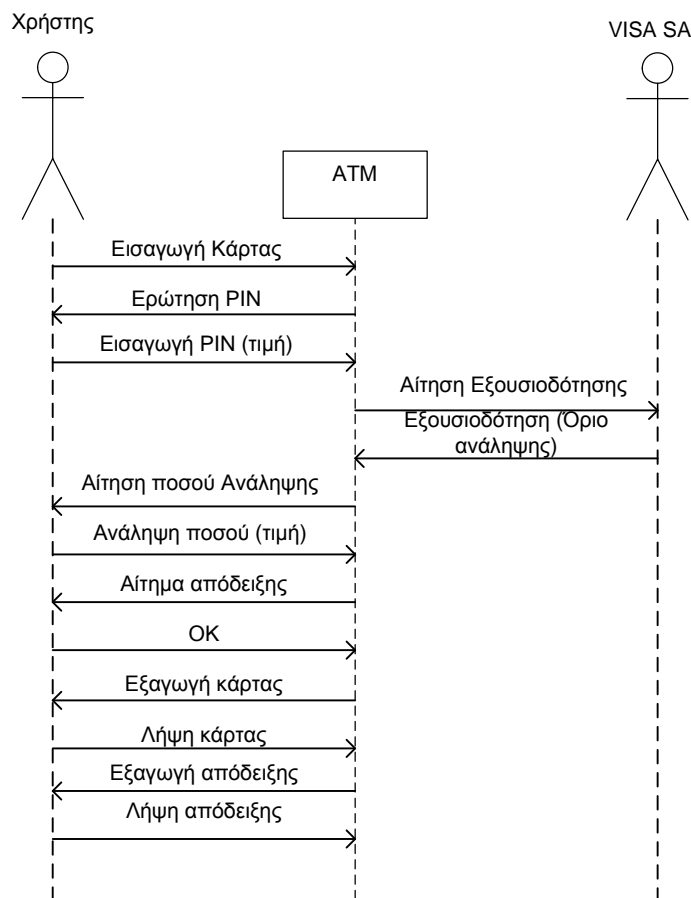 Χρήστης
VISA SA
ATM
Εισαγωγή Κάρτας
Ερώτηση PIN
Εισαγωγή PIN (τιμή)
Αίτηση Εξουσιοδότησης
Εξουσιοδότηση (Όριο
ανάληψης)
Αίτηση ποσού Ανάληψης
Ανάληψη ποσού (τιμή)
Αίτημα απόδειξης
OK
Εξαγωγή κάρτας
Λήψη κάρτας
Εξαγωγή απόδειξης
Λήψη απόδειξης